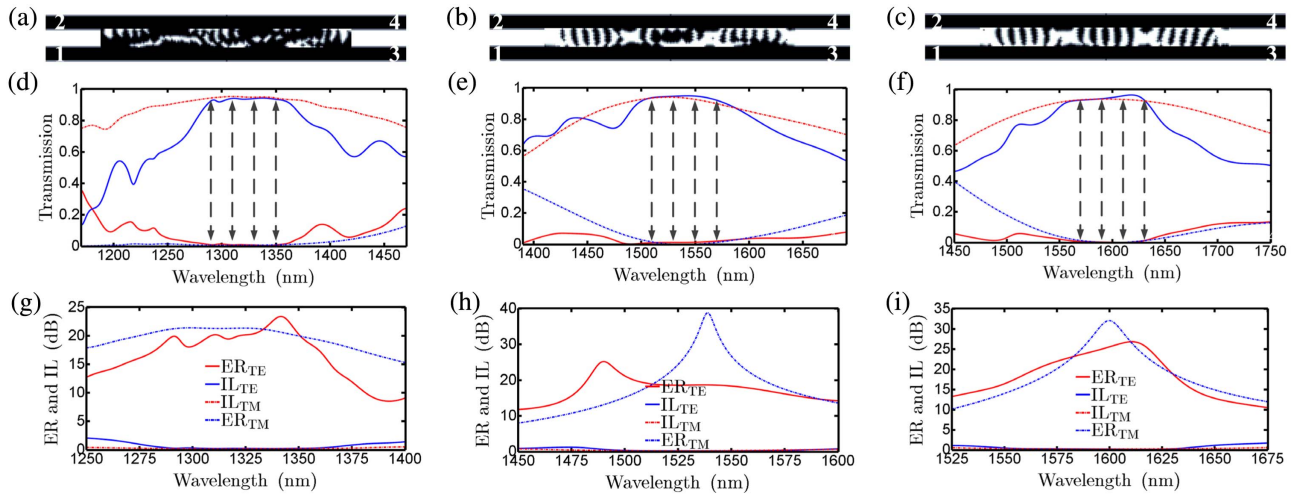 (a) (b) (c)
2 4 2 4 2 4
1 3 1 3 1 3
(d) (e) (f)
1 1 1
0.8 0.8 0.8
0.6 0.6 0.6
0.4 0.4 0.4
0.2 0.2 0.2
0 0 0
Transmission Transmission Transmission
1200 1250 1300 1350 1400 1450
1400 1450 1500 1550 1600 1650
1450 1500 1550 1600 1650 1700 1750
Wavelength (nm) Wavelength (nm) Wavelength (nm)
(g) (h) (i)
ER and IL (dB)
25
20
15
10
5
0
ER_TE
IL_TE
IL_TM
ER_TM
1250 1275 1300 1325 1350 1375 1400
Wavelength (nm)
ER and IL (dB)
40
30
20
10
0
ER_TE
IL_TE
IL_TM
ER_TM
1450 1475 1500 1525 1550 1575 1600
Wavelength (nm)
ER and IL (dB)
35
30
25
20
15
10
5
0
ER_TE
IL_TE
IL_TM
ER_TM
1525 1550 1575 1600 1625 1650 1675
Wavelength (nm)